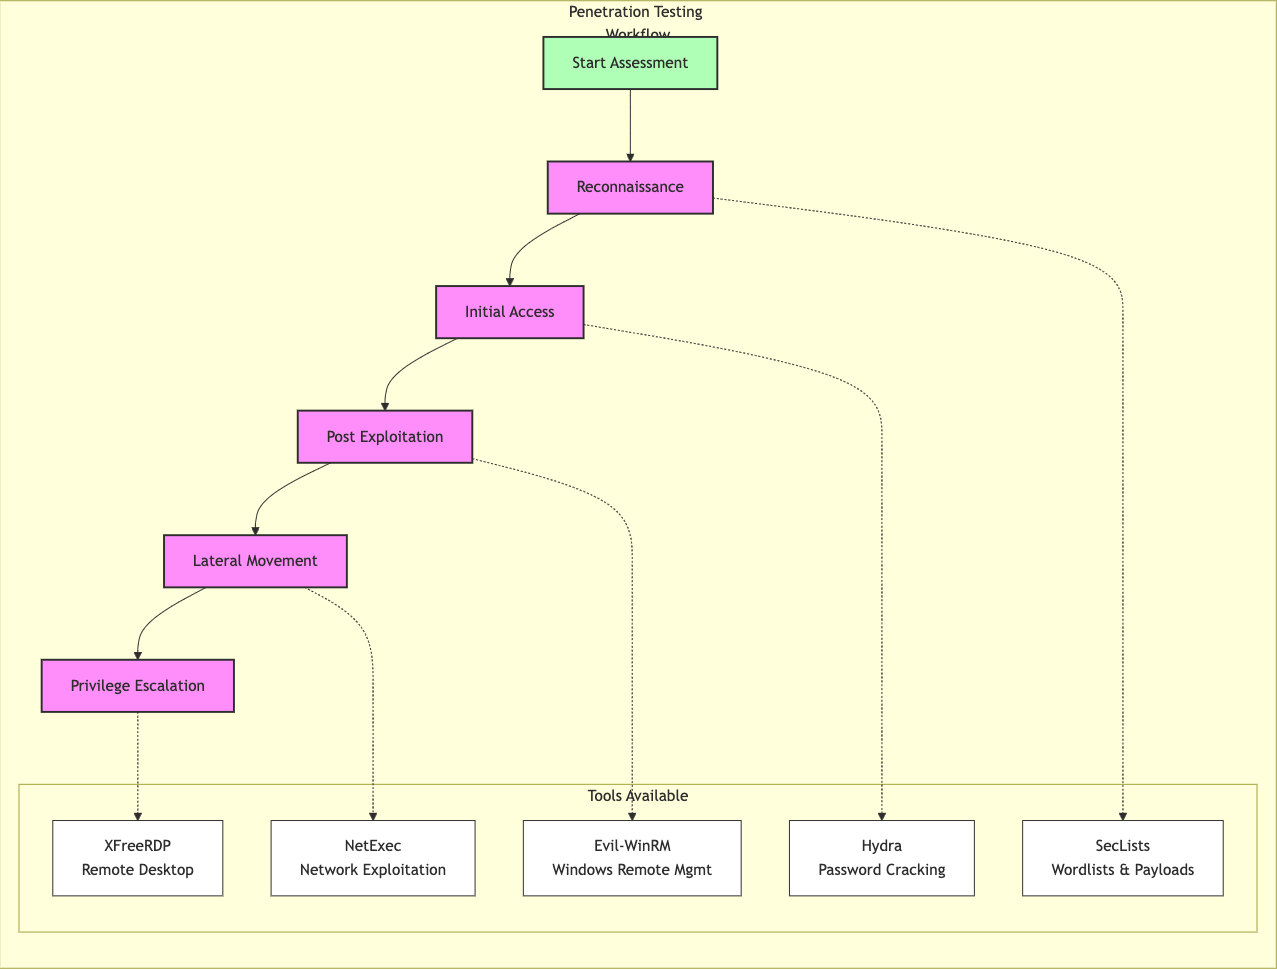 Penetration Testing
Workflow
Start Assessment
Reconnaissance
Initial Access
Post Exploitation
Lateral Movement
Privilege Escalation
Tools Available
XFreeRDP
Remote Desktop
NetExec
Network Exploitation
Evil-WinRM
Windows Remote Mgmt
Hydra
Password Cracking
SecLists
Wordlists & Payloads